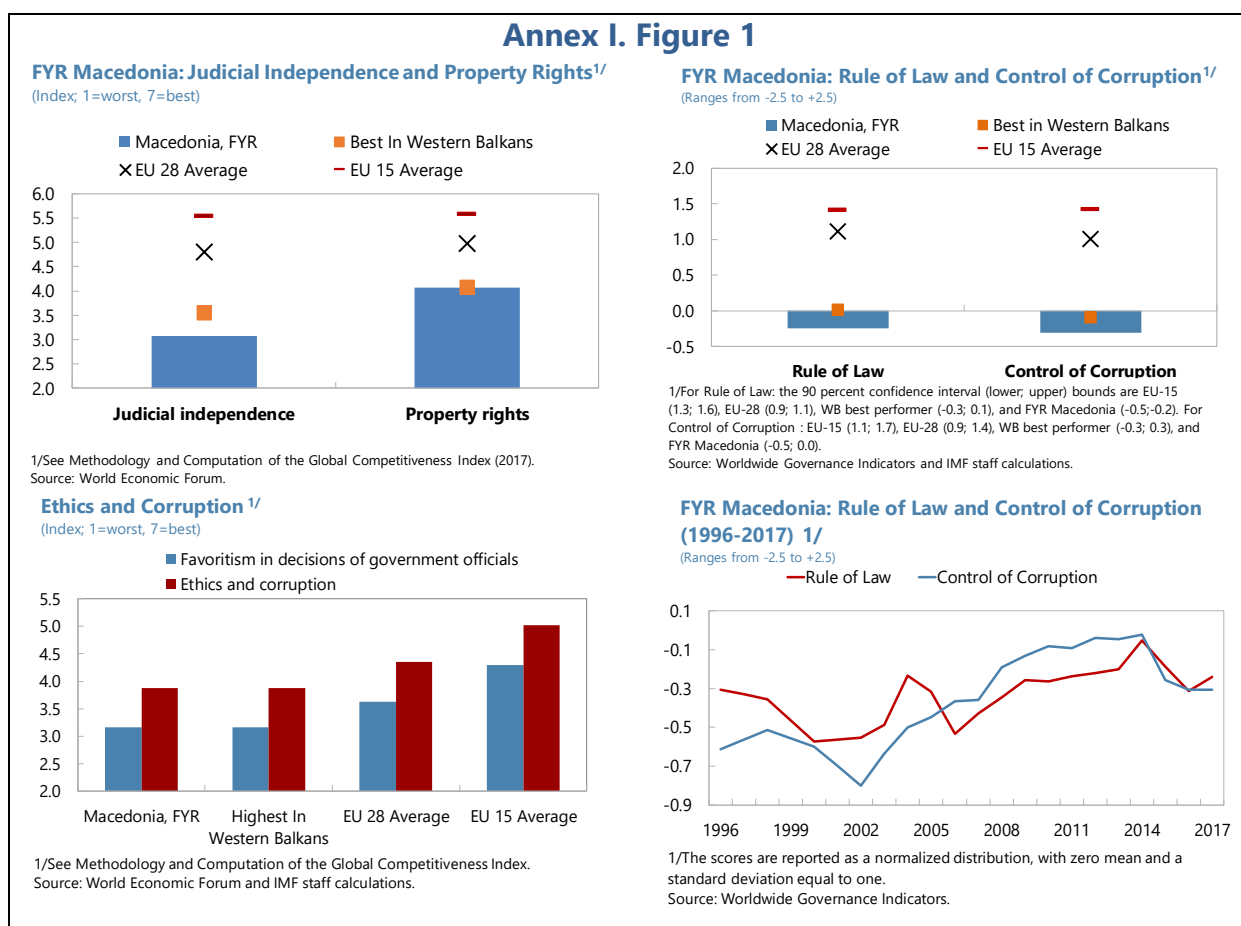 Annex I. Figure 1
FYR Macedonia: Judicial Independence and Property Rights1/
(Index; 1=worst, 7=best)
Macedonia, FYR
Best In Western Balkans
EU 28 Average
EU 15 Average
6.0
5.5
5.0
4.5
4.0
3.5
3.0
2.5
2.0
Judicial independence
Property rights
1/See Methodology and Computation of the Global Competitiveness Index (2017).
Source: World Economic Forum.
FYR Macedonia: Rule of Law and Control of Corruption1/
(Ranges from -2.5 to +2.5)
Macedonia, FYR
Best in Western Balkans
EU 28 Average
EU 15 Average
2.0
1.5
1.0
0.5
0.0
-0.5
Rule of Law
Control of Corruption
1/For Rule of Law: the 90 percent confidence interval (lower; upper) bounds are EU-15
(1.3; 1.6), EU-28 (0.9; 1.1), WB best performer (-0.3; 0.1), and FYR Macedonia (-0.5;-0.2). For
Control of Corruption : EU-15 (1.1; 1.7), EU-28 (0.9; 1.4), WB best performer (-0.3; 0.3), and
FYR Macedonia (-0.5; 0.0).
Source: Worldwide Governance Indicators and IMF staff calculations.
Ethics and Corruption 1/
(Index; 1=worst, 7=best)
Favoritism in decisions of government officials
Ethics and corruption
5.5
5.0
4.5
4.0
3.5
3.0
2.5
2.0
Macedonia, FYR
Highest In
Western Balkans
EU 28 Average
EU 15 Average
1/See Methodology and Computation of the Global Competitiveness Index.
Source: World Economic Forum and IMF staff calculations.
FYR Macedonia: Rule of Law and Control of Corruption
(1996-2017) 1/
(Ranges from -2.5 to +2.5)
Rule of Law
Control of Corruption
0.1
-0.1
-0.3
-0.5
-0.7
-0.9
1996
1999
2002
2005
2008
2011
2014
2017
1/The scores are reported as a normalized distribution, with zero mean and a
standard deviation equal to one.
Source: Worldwide Governance Indicators.